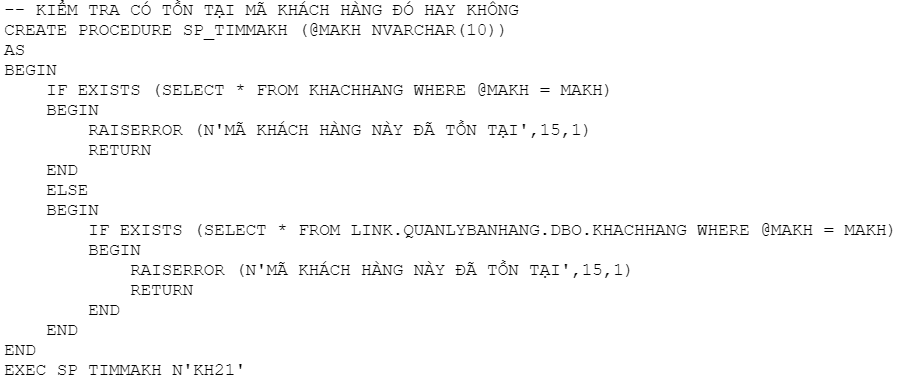 -- KIỂM TRA CÓ TỒN TẠI MÃ KHÁCH HÀNG ĐÓ HAY KHÔNG
CREATE PROCEDURE SP_TIMMAKH (@MAKH NVARCHAR(10))
AS
BEGIN
    IF EXISTS (SELECT * FROM KHACHHANG WHERE @MAKH = MAKH)
    BEGIN
        RAISERROR (N'MÃ KHÁCH HÀNG NÀY ĐÃ TỒN TẠI',15,1)
        RETURN
    END
    ELSE
    BEGIN
        IF EXISTS (SELECT * FROM LINK.QUANLYBANHANG.DBO.KHACHHANG WHERE @MAKH = MAKH)
        BEGIN
            RAISERROR (N'MÃ KHÁCH HÀNG NÀY ĐÃ TỒN TẠI',15,1)
            RETURN
        END
    END
END
EXEC SP_TIMMAKH N'KH21'